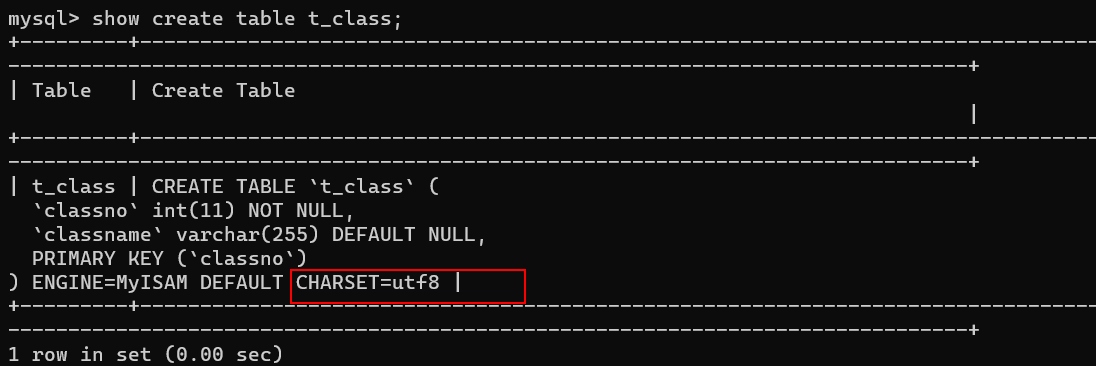 mysql> show create table t_class;
+---------+--------------------------------------------------------------------------------
--------------------------------------------------------------------------------+
| Table   | Create Table
                                                                                |
+---------+--------------------------------------------------------------------------------
--------------------------------------------------------------------------------+
| t_class | CREATE TABLE `t_class` (
  `classno` int(11) NOT NULL,
  `classname` varchar(255) DEFAULT NULL,
  PRIMARY KEY (`classno`)
) ENGINE=MyISAM DEFAULT CHARSET=utf8 |
+---------+--------------------------------------------------------------------------------
--------------------------------------------------------------------------------+
1 row in set (0.00 sec)